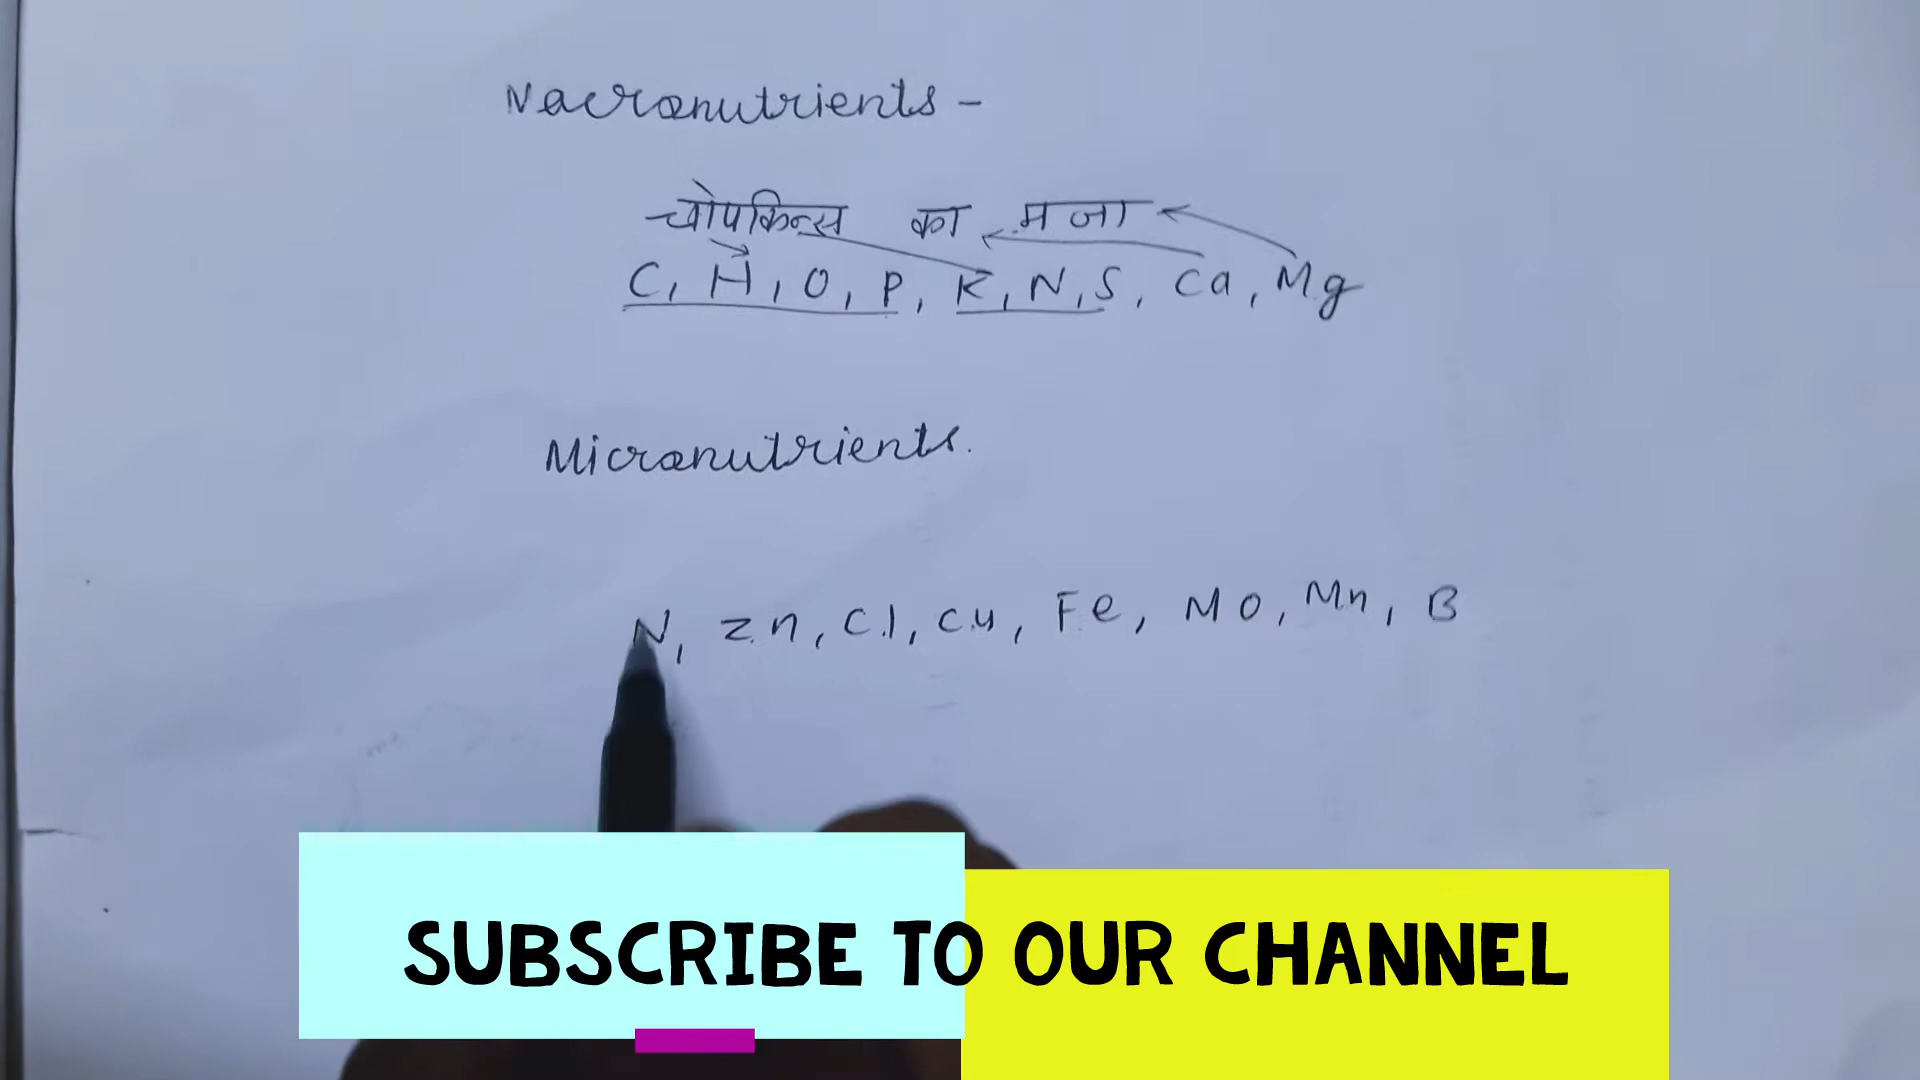 Macronutrients -
चोपकिन्स का मजा
C, H, O, P, K, N, S, Ca, Mg
Micronutrients.
N, Zn, Cl, Cu, Fe, Mo, Mn, B
SUBSCRIBE TO OUR CHANNEL